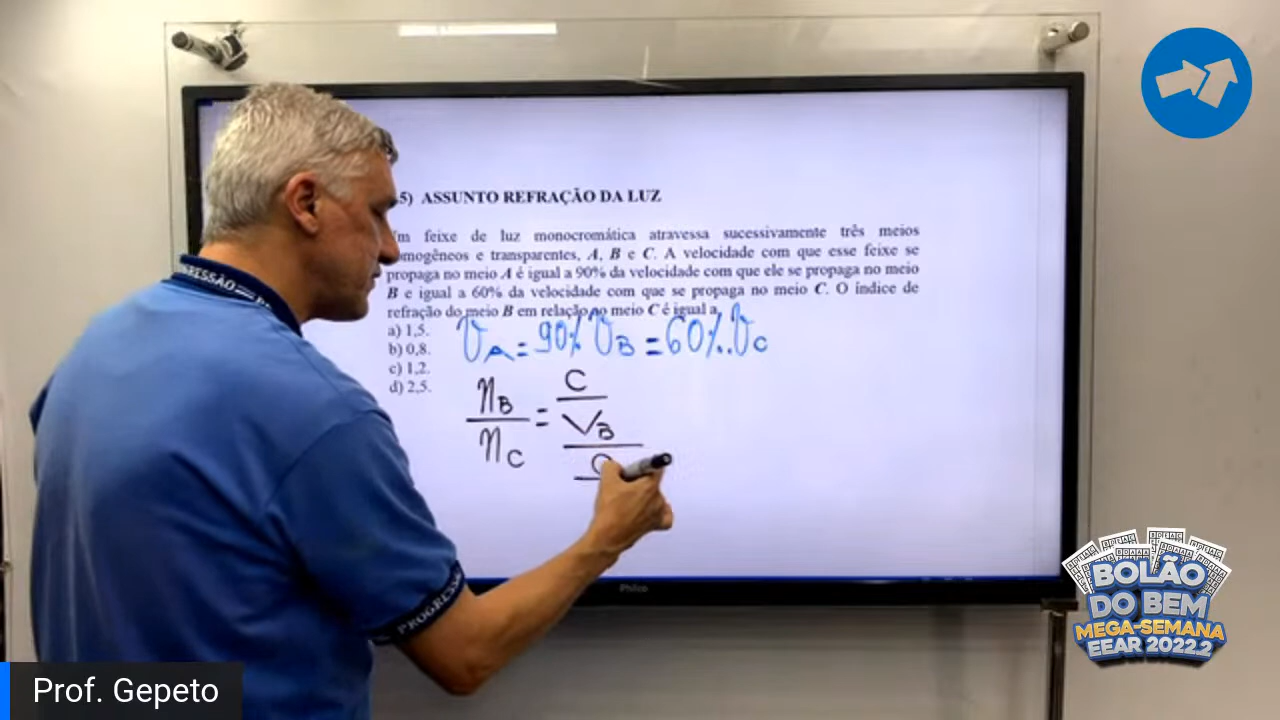 5) ASSUNTO REFRAÇÃO DA LUZ
m feixe de luz monocromática atravessa sucessivamente três meios
omogêneos e transparentes, A, B e C. A velocidade com que esse feixe se
propaga no meio A é igual a 90% da velocidade com que ele se propaga no meio
B e igual a 60% da velocidade com que se propaga no meio C. O índice de
refração do meio B em relação ao meio C é igual a
a) 1,5.
b) 0,8.
c) 1,2.
d) 2,5.
VA = 90% VB = 60%.VC
nB = C
nC VB
C
PROGRESSÃO
PROGRE
Philco
BOLÃO
DO BEM
MEGA-SEMANA
EEAR 2022.2
Prof. Gepeto